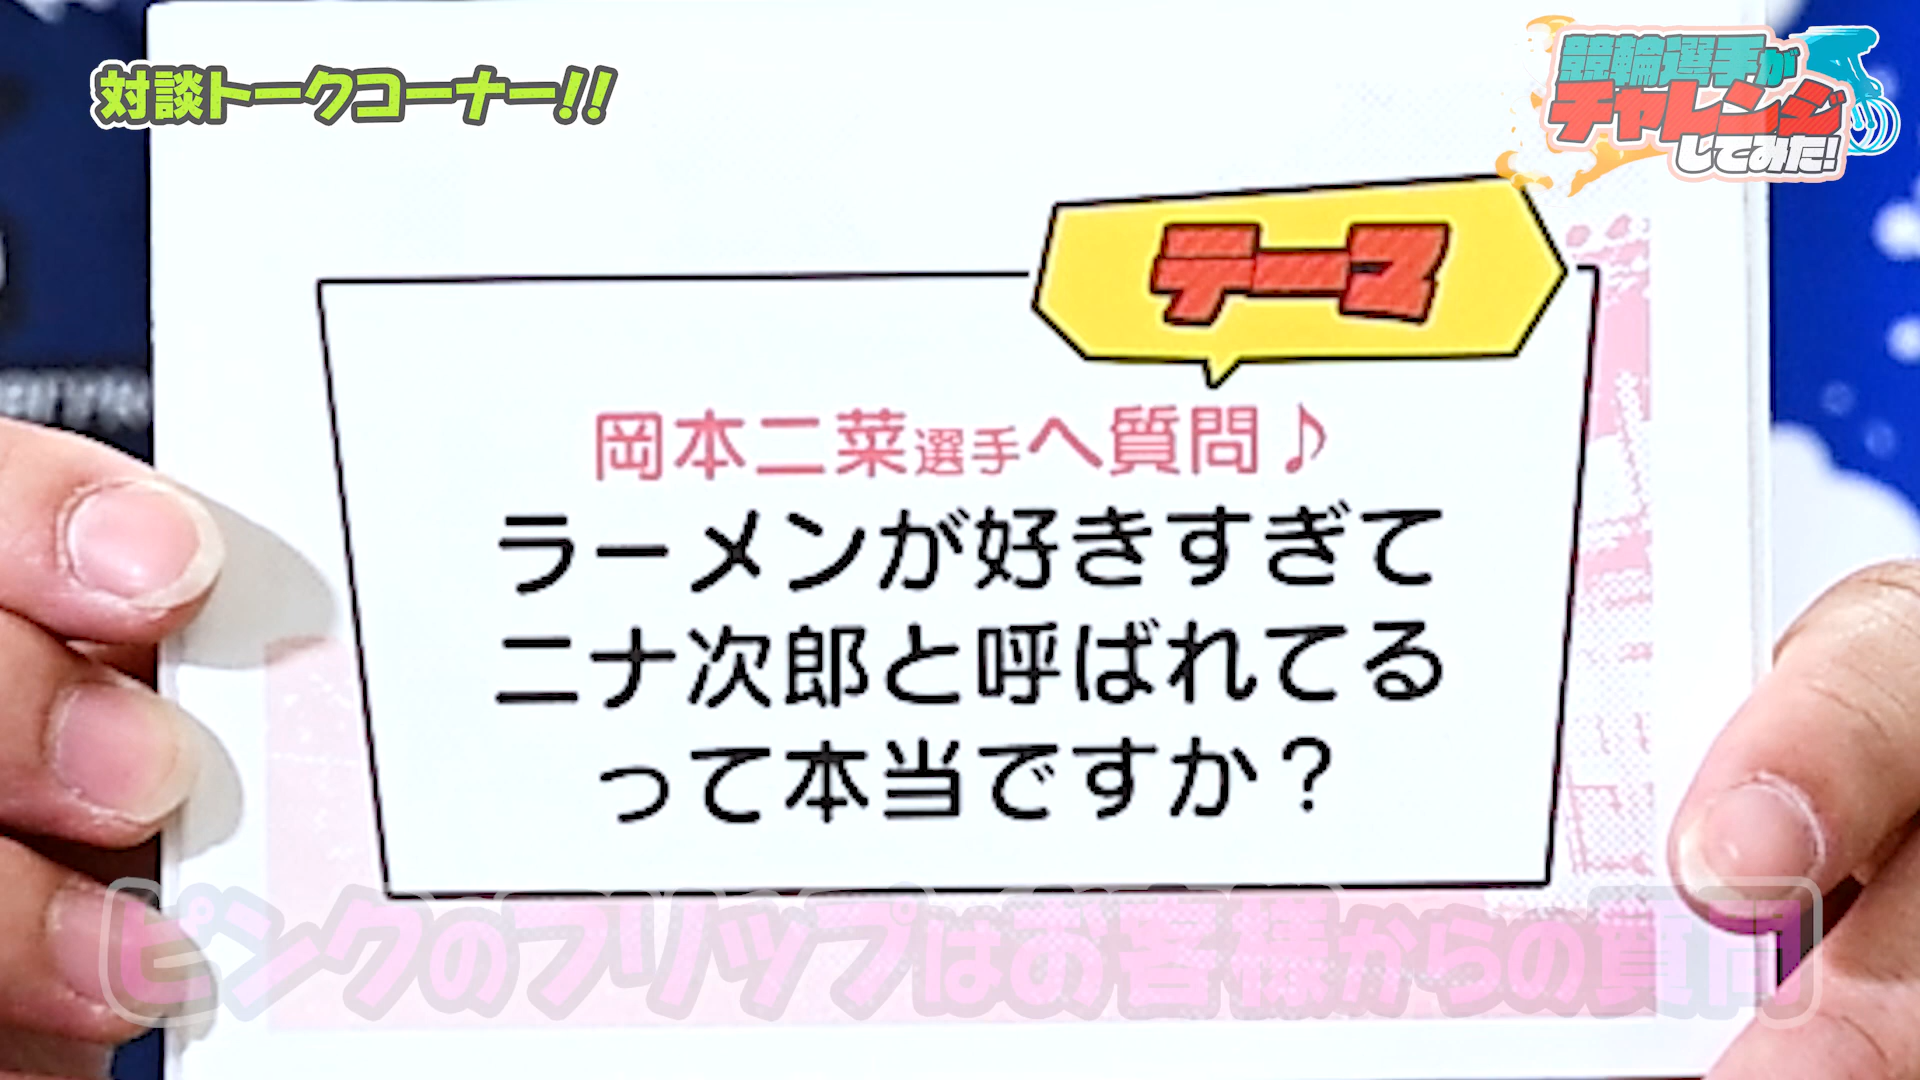 対談トークコーナー!!
競輪選手が
チャレンジ
してみた!
テーマ
岡本二菜選手へ質問♪
ラーメンが好きすぎて
ニナ次郎と呼ばれてる
って本当ですか？
ピンクのフリップはお客様からの質問